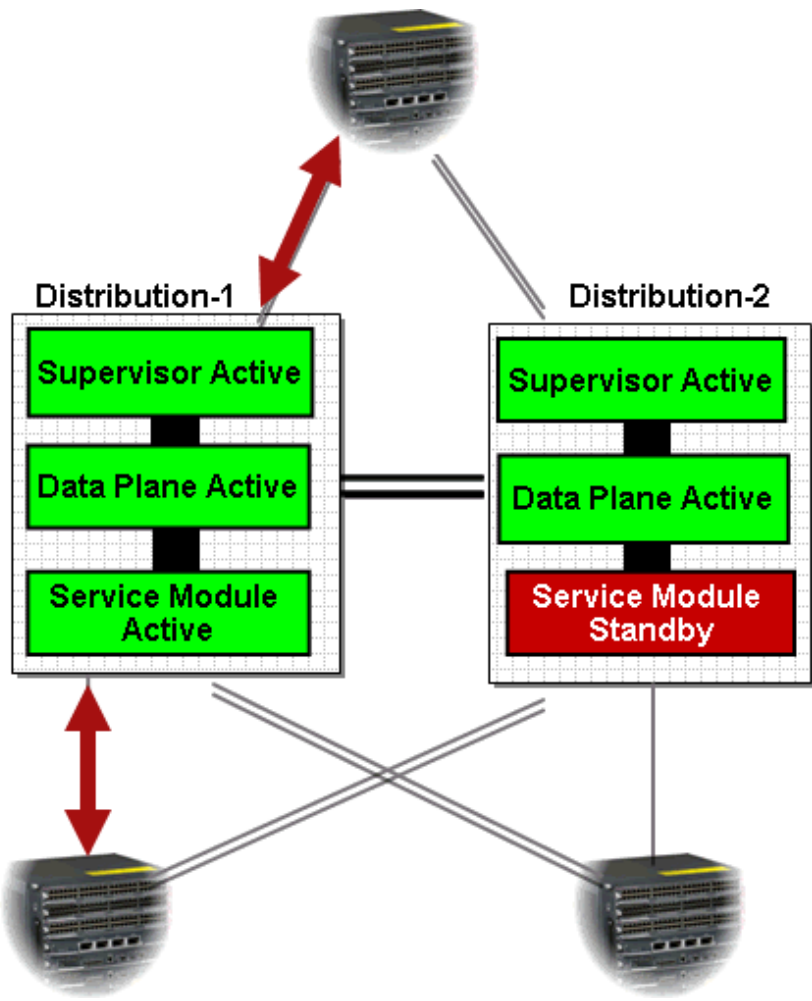 Distribution-1
Supervisor Active
Data Plane Active
Service Module
Active
Distribution-2
Supervisor Active
Data Plane Active
Service Module
Standby